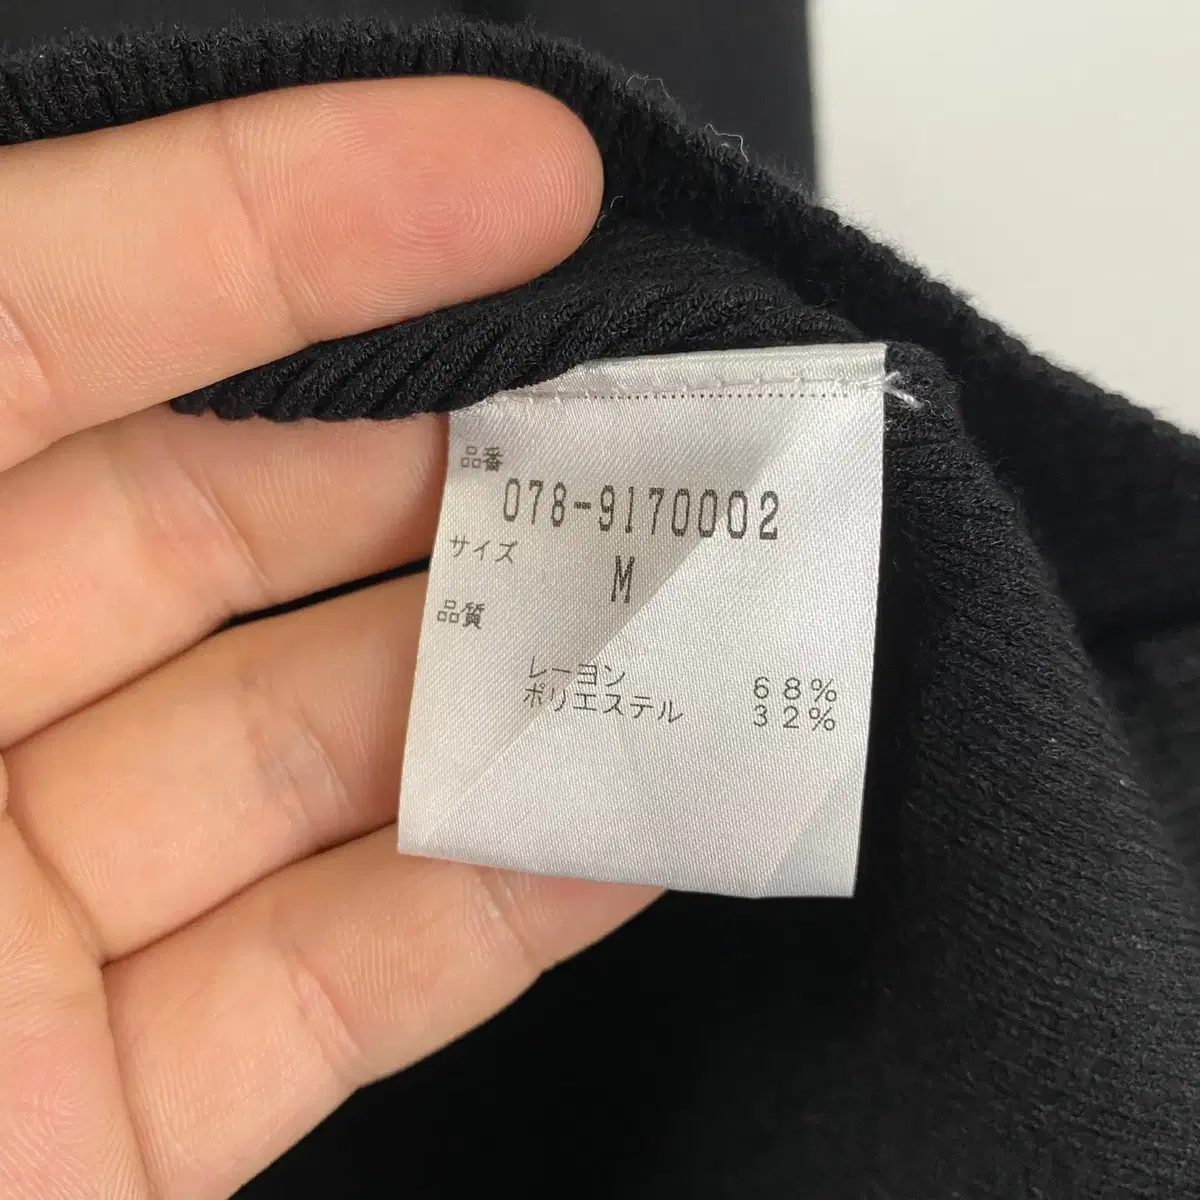 品番
078-9170002
サイズ
M
品質
レーヨン 68%
ポリエステル 32%